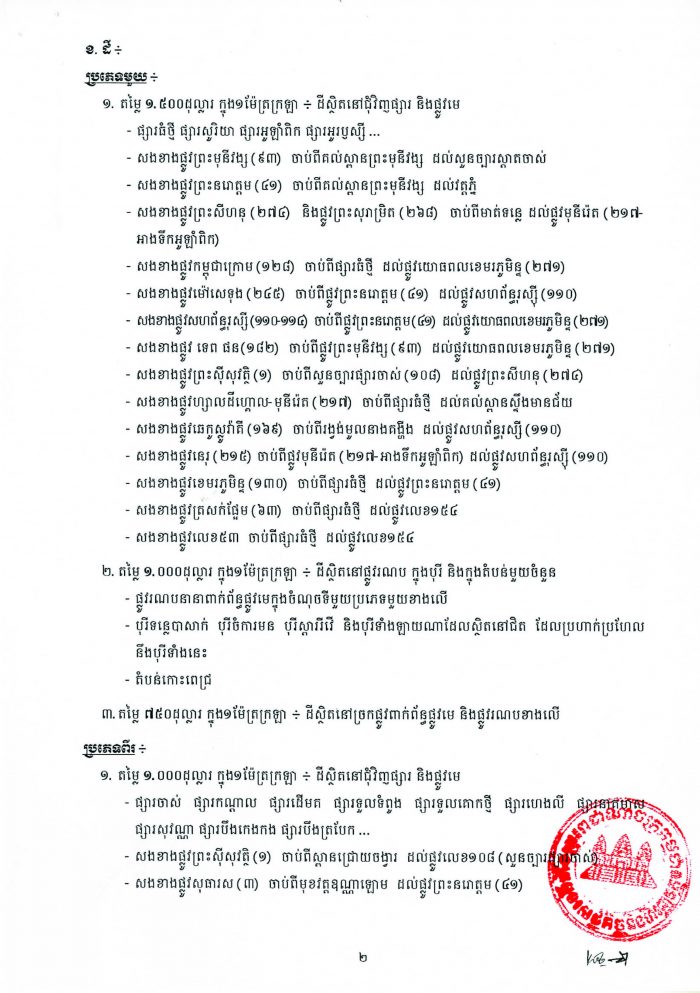 ខ. ដី ÷
ប្រភេទមួយ ÷
១. តម្លៃ ១.៥០០ដុល្លារ ក្នុង១ម៉ែត្រក្រឡា ÷ ដីស្ថិតនៅជុំវិញផ្សារ និងផ្លូវមេ
- ផ្សារធំថ្មី ផ្សារសូរិយា ផ្សារអូឡាំពិក ផ្សារអូរឫស្សី ...
- សងខាងផ្លូវព្រះមុនីវង្ស (៩៣) ចាប់ពីគល់ស្ពានព្រះមុនីវង្ស ដល់សួនច្បារស្តាតចាស់
- សងខាងផ្លូវព្រះនរោត្តម (៤១) ចាប់ពីគល់ស្ពានព្រះមុនីវង្ស ដល់វត្តភ្នំ
- សងខាងផ្លូវព្រះសីហនុ (២៧៤) និងផ្លូវព្រះសុរាម្រិត (២៦៨) ចាប់ពីមាត់ទន្លេ ដល់ផ្លូវមុនីរ៉េត (២១៧-
អាងទឹកអូឡាំពិក)
- សងខាងផ្លូវកម្ពុជាក្រោម (១២៨) ចាប់ពីផ្សារធំថ្មី ដល់ផ្លូវយោធពលខេមរភូមិន្ទ (២៧១)
- សងខាងផ្លូវម៉ៅសេទុង (២៤៥) ចាប់ពីផ្លូវព្រះនរោត្តម (៤១) ដល់ផ្លូវសហព័ន្ធរុស្ស៊ី (១១០)
- សងខាងផ្លូវសហព័ន្ធរុស្សី (១១០-១១៤) ចាប់ពីផ្លូវព្រះនរោត្តម(៤១) ដល់ផ្លូវយោធពលខេមរភូមិន្ទ (២៧១)
- សងខាងផ្លូវ ទេព ផន(១៨២) ចាប់ពីផ្លូវព្រះមុនីវង្ស (៩៣) ដល់ផ្លូវយោធពលខេមរភូមិន្ទ (២៧១)
- សងខាងផ្លូវព្រះស៊ីសុវត្ថិ (១) ចាប់ពីសួនច្បារផ្សារចាស់ (១០៨) ដល់ផ្លូវព្រះសីហនុ (២៧៤)
- សងខាងផ្លូវហ្សាលដឺហ្គោល-មុនីរ៉េត (២១៧) ចាប់ពីផ្សារធំថ្មី ដល់គល់ស្ពានស្ទឹងមានជ័យ
- សងខាងផ្លូវឆេកូស្លូវ៉ាគី (១៦៩) ចាប់ពីរង្វង់មូលនាងគង្ហីង ដល់ផ្លូវសហព័ន្ធរុស្ស៊ី (១១០)
- សងខាងផ្លូវនេរុ (២១៥) ចាប់ពីផ្លូវមុនីរ៉េត (២១៧-អាងទឹកអូឡាំពិក) ដល់ផ្លូវសហព័ន្ធរុស្ស៊ី (១១០)
- សងខាងផ្លូវខេមរភូមិន្ទ (១៣០) ចាប់ពីផ្សារធំថ្មី ដល់ផ្លូវព្រះនរោត្តម (៤១)
- សងខាងផ្លូវត្រសក់ផ្អែម (៦៣) ចាប់ពីផ្សារធំថ្មី ដល់ផ្លូវលេខ១៥៤
- សងខាងផ្លូវលេខ៥៣ ចាប់ពីផ្សារធំថ្មី ដល់ផ្លូវលេខ១៥៤
២. តម្លៃ ១.០០០ដុល្លារ ក្នុង១ម៉ែត្រក្រឡា ÷ ដីស្ថិតនៅផ្លូវរណប ក្នុងបុរី និងក្នុងតំបន់មួយចំនួន
- ផ្លូវរណបនានាពាក់ព័ន្ធផ្លូវមេក្នុងចំណុចទីមួយប្រភេទមួយខាងលើ
- បុរីទន្លេបាសាក់ បុរីចំការមន បុរីស្តារីវើ និងបុរីទាំងឡាយណាដែលស្ថិតនៅជិត ដែលប្រហាក់ប្រហែល
នឹងបុរីទាំងនេះ
- តំបន់កោះពេជ្រ
៣. តម្លៃ ៧៥០ដុល្លារ ក្នុង១ម៉ែត្រក្រឡា ÷ ដីស្ថិតនៅច្រកផ្លូវពាក់ព័ន្ធផ្លូវមេ និងផ្លូវរណបខាងលើ
ប្រភេទពីរ ÷
១. តម្លៃ ១.០០០ដុល្លារ ក្នុង១ម៉ែត្រក្រឡា ÷ ដីស្ថិតនៅជុំវិញផ្សារ និងផ្លូវមេ
- ផ្សារចាស់ ផ្សារកណ្តាល ផ្សារដើមគ ផ្សារទួលទំពូង ផ្សារទួលគោកថ្មី ផ្សារហេងលី ផ្សារ
ផ្សារសុវណ្ណា ផ្សារបឹងកេងកង ផ្សារបឹងត្របែក ...
- សងខាងផ្លូវព្រះស៊ីសុវត្ថិ (១) ចាប់ពីស្ពានជ្រោយចង្វារ ដល់ផ្លូវលេខ១០៨ (សួនច្បារផ្សារចាស់)
- សងខាងផ្លូវសុធារស (៣) ចាប់ពីមុខវត្តឧណ្ណាឡោម ដល់ផ្លូវព្រះនរោត្តម (៤១)
២